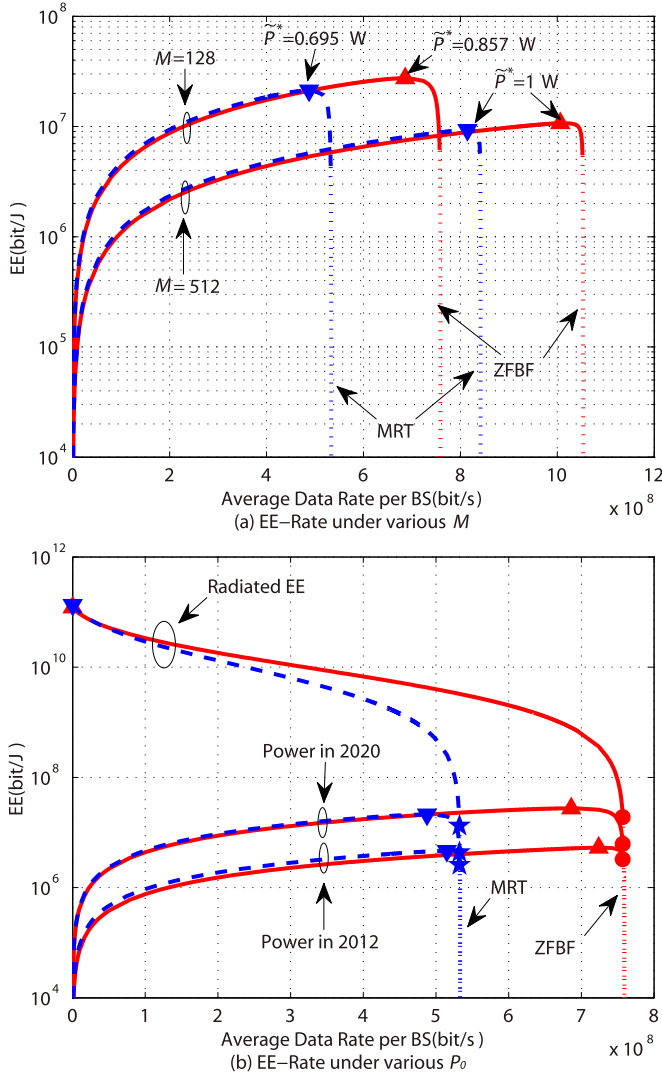 10^8
P̃*=0.695 W
P̃*=0.857 W
M=128
P̃*=1 W
10^7
EE(bit/J)
10^6
M=512
10^5
ZFBF
MRT
10^4
0 2 4 6 8 10 12
Average Data Rate per BS(bit/s)
x 10^8
(a) EE−Rate under various M
10^12
Radiated EE
10^10
EE(bit/J)
10^8
Power in 2020
10^6
MRT
Power in 2012
ZFBF
10^4
0 1 2 3 4 5 6 7 8
Average Data Rate per BS(bit/s)
x 10^8
(b) EE−Rate under various P₀